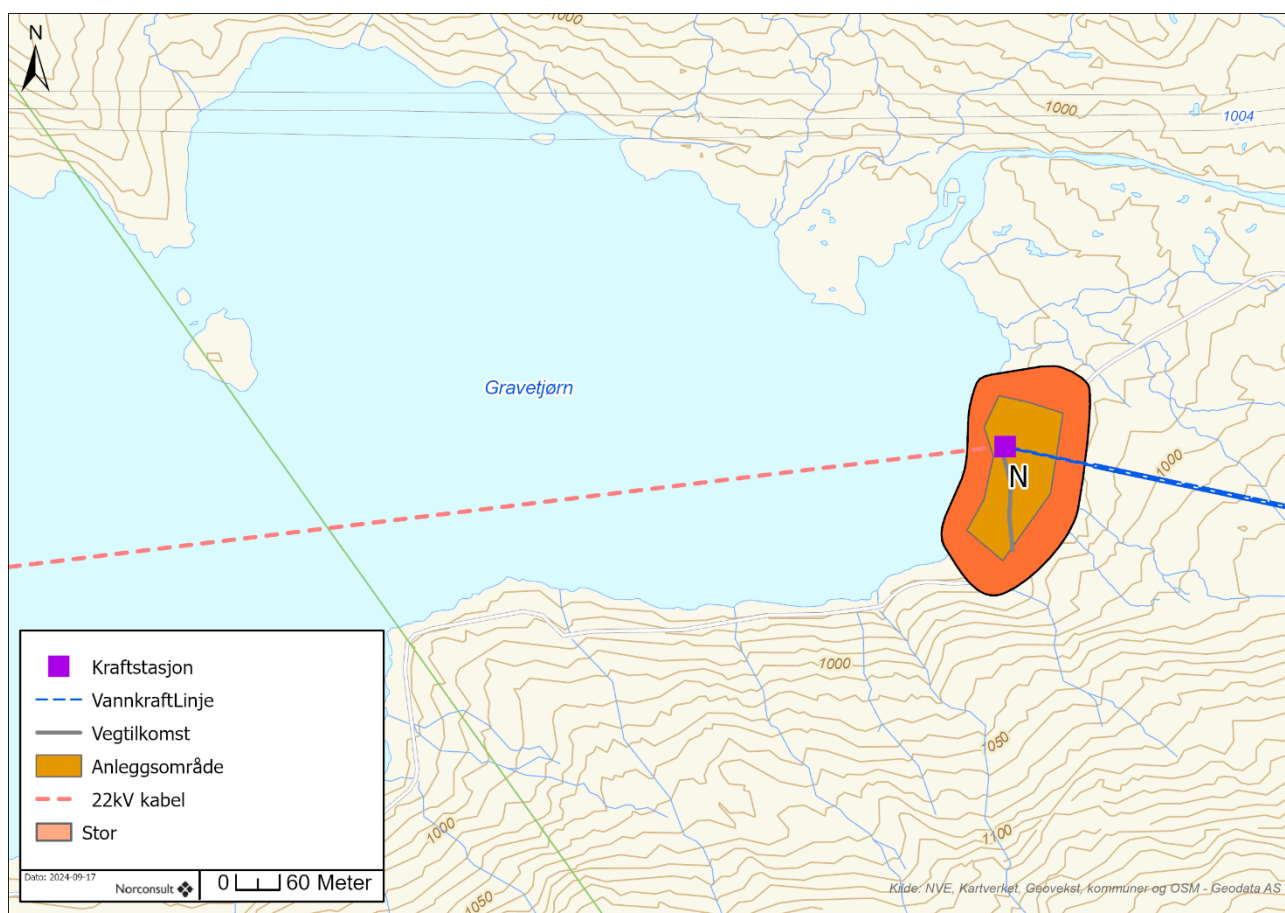 N
1000
1000
1004
Gravetjørn
N
1000
1000
1050
1100
1000
1050
Kraftstasjon
VannkraftLinje
Vegtilkomst
Anleggsområde
22kV kabel
Stor
Dato: 2024-09-17
Norconsult
0 60 Meter
Kilde: NVE, Kartverket, Geovekst, kommuner og OSM - Geodata AS